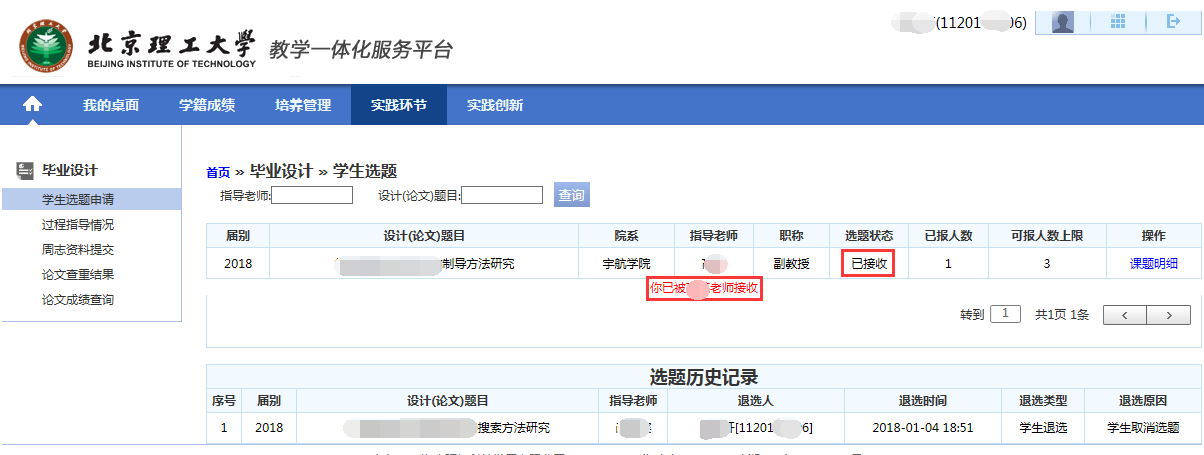 (11201 06)
北京理工大学 教学一体化服务平台
BEIJING INSTITUTE OF TECHNOLOGY
我的桌面 学籍成绩 培养管理 实践环节 实践创新
毕业设计
学生选题申请
过程指导情况
周志资料提交
论文查重结果
论文成绩查询
首页 » 毕业设计 » 学生选题
指导老师: 设计(论文)题目: 查询
届别 设计(论文)题目 院系 指导老师 职称 选题状态 已报人数 可报人数上限 操作
2018 制导方法研究 宇航学院 副教授 已接收 1 3 课题明细
你已被 老师接收
转到 1 共1页 1条 < >
选题历史记录
序号 届别 设计(论文)题目 指导老师 退选人 退选时间 退选类型 退选原因
1 2018 搜索方法研究 [11201 6] 2018-01-04 18:51 学生退选 学生取消选题